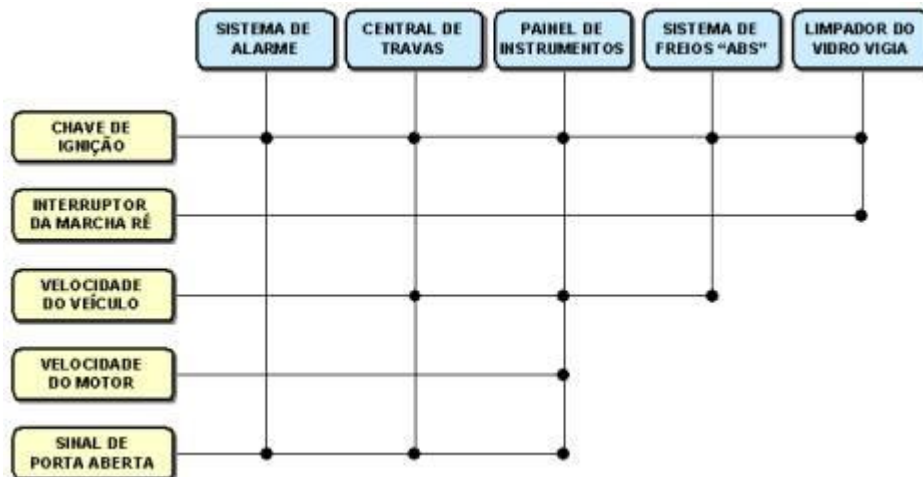 SISTEMA DE
ALARME
CENTRAL DE
TRAVAS
PAINEL DE
INSTRUMENTOS
SISTEMA DE
FREIOS “ABS”
LIMPADOR DO
VIDRO VIGIA
CHAVE DE
IGNIÇÃO
INTERRUPTOR
DA MARCHA RÉ
VELOCIDADE
DO VEÍCULO
VELOCIDADE
DO MOTOR
SINAL DE
PORTA ABERTA